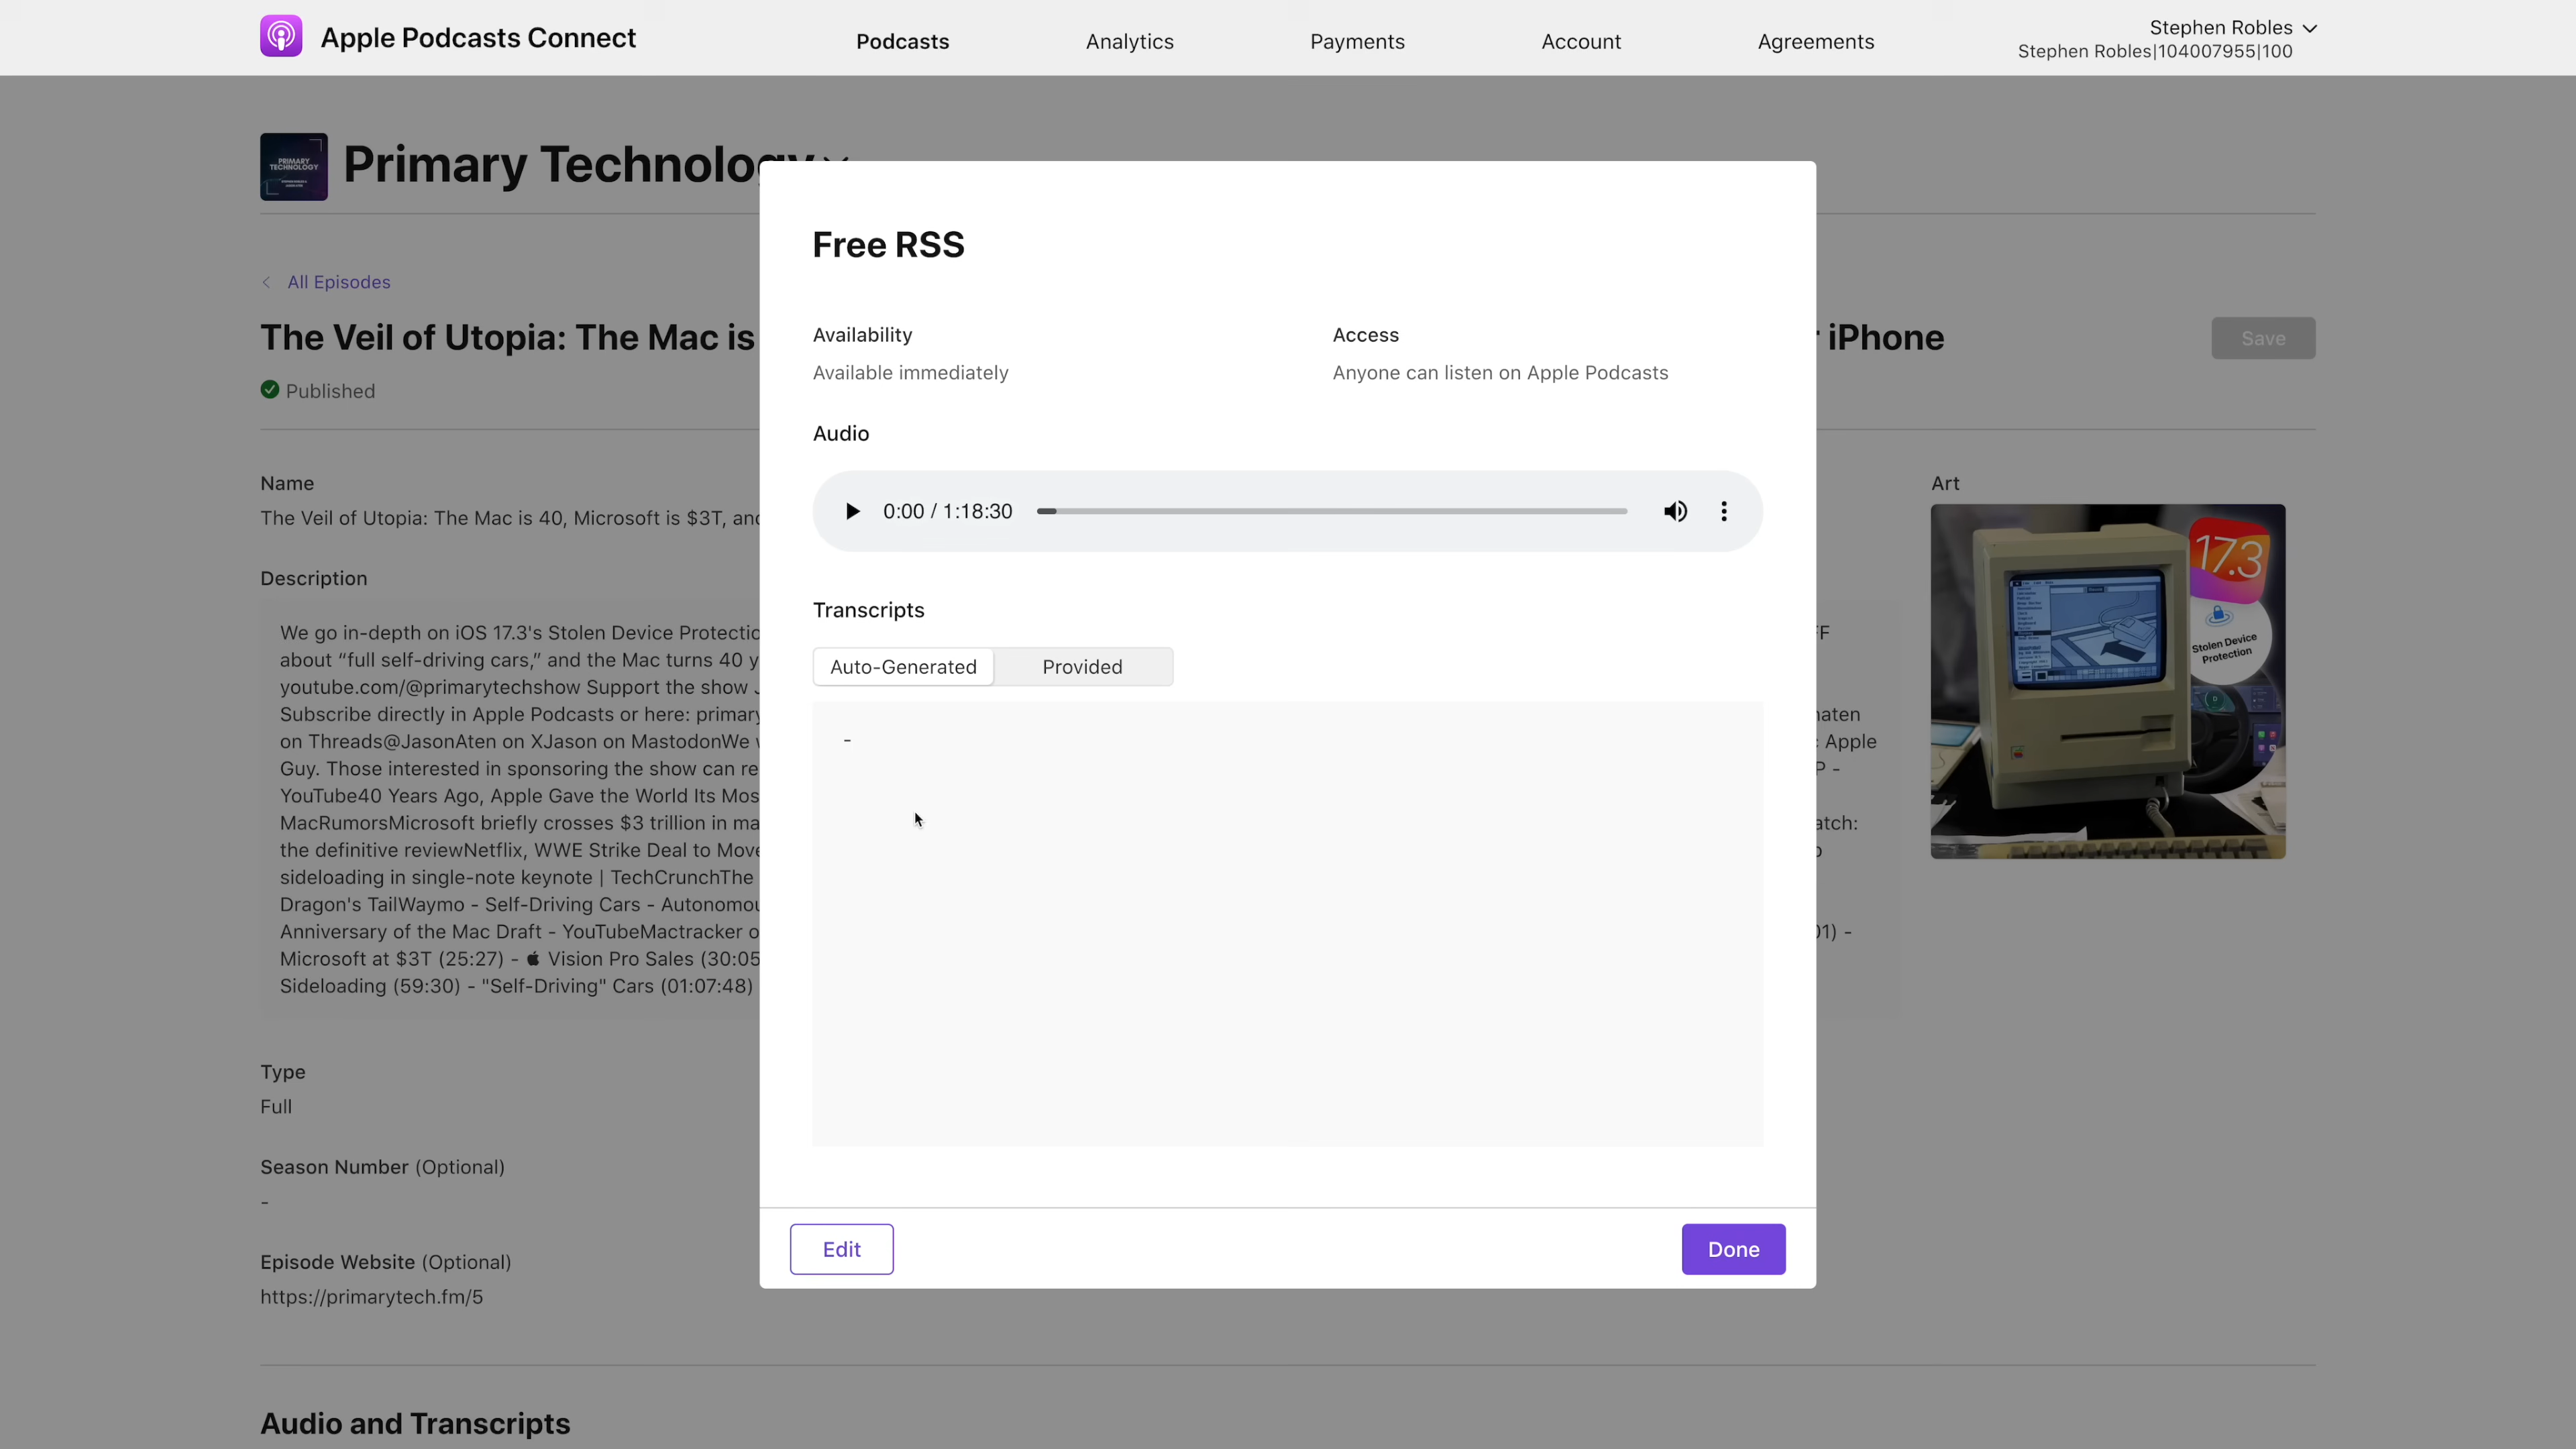 Apple Podcasts Connect
Podcasts
Analytics
Payments
Account
Agreements
Stephen Robles
Stephen Robles|104007955|100
PRIMARY
TECHNOLOGY
Primary Technology
All Episodes
The Veil of Utopia: The Mac is
iPhone
Save
Published
Name
The Veil of Utopia: The Mac is 40, Microsoft is $3T, and
Description
We go in-depth on iOS 17.3's Stolen Device Protectio
about “full self-driving cars,” and the Mac turns 40 y
youtube.com/@primarytechshow Support the show
Subscribe directly in Apple Podcasts or here: primary
on Threads@JasonAten on XJason on MastodonWe
Guy. Those interested in sponsoring the show can re
YouTube40 Years Ago, Apple Gave the World Its Mos
MacRumorsMicrosoft briefly crosses $3 trillion in ma
the definitive reviewNetflix, WWE Strike Deal to Move
sideloading in single-note keynote | TechCrunchThe
Dragon's TailWaymo - Self-Driving Cars - Autonomou
Anniversary of the Mac Draft - YouTubeMactracker o
Microsoft at $3T (25:27) -  Vision Pro Sales (30:05
Sideloading (59:30) - "Self-Driving" Cars (01:07:48)
FF
naten
: Apple
P -
atch:
01) -
Art
17.3
Stolen Device
Protection
Type
Full
Season Number (Optional)
-
Episode Website (Optional)
https://primarytech.fm/5
Audio and Transcripts
Free RSS
Availability
Available immediately
Access
Anyone can listen on Apple Podcasts
Audio
0:00 / 1:18:30
Transcripts
Auto-Generated
Provided
-
Edit
Done